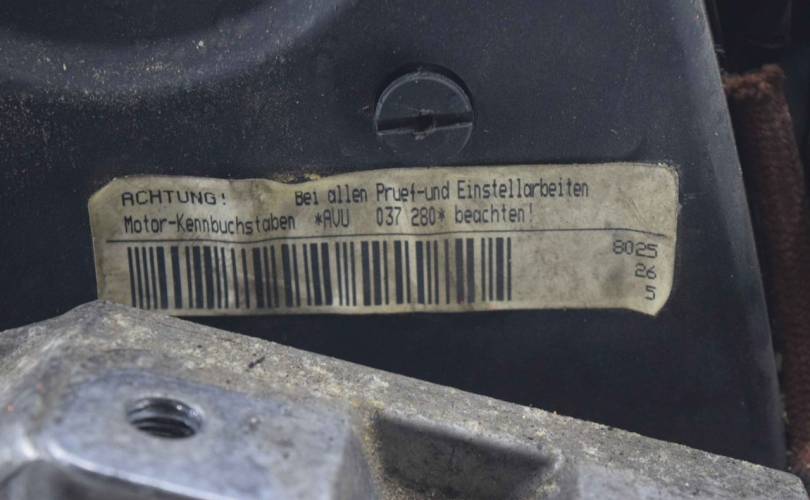 ACHTUNG! Bei allen Pruef-und Einstellarbeiten
Motor-Kennbuchstaben *AVU 037 280* beachten!
8025
26
5